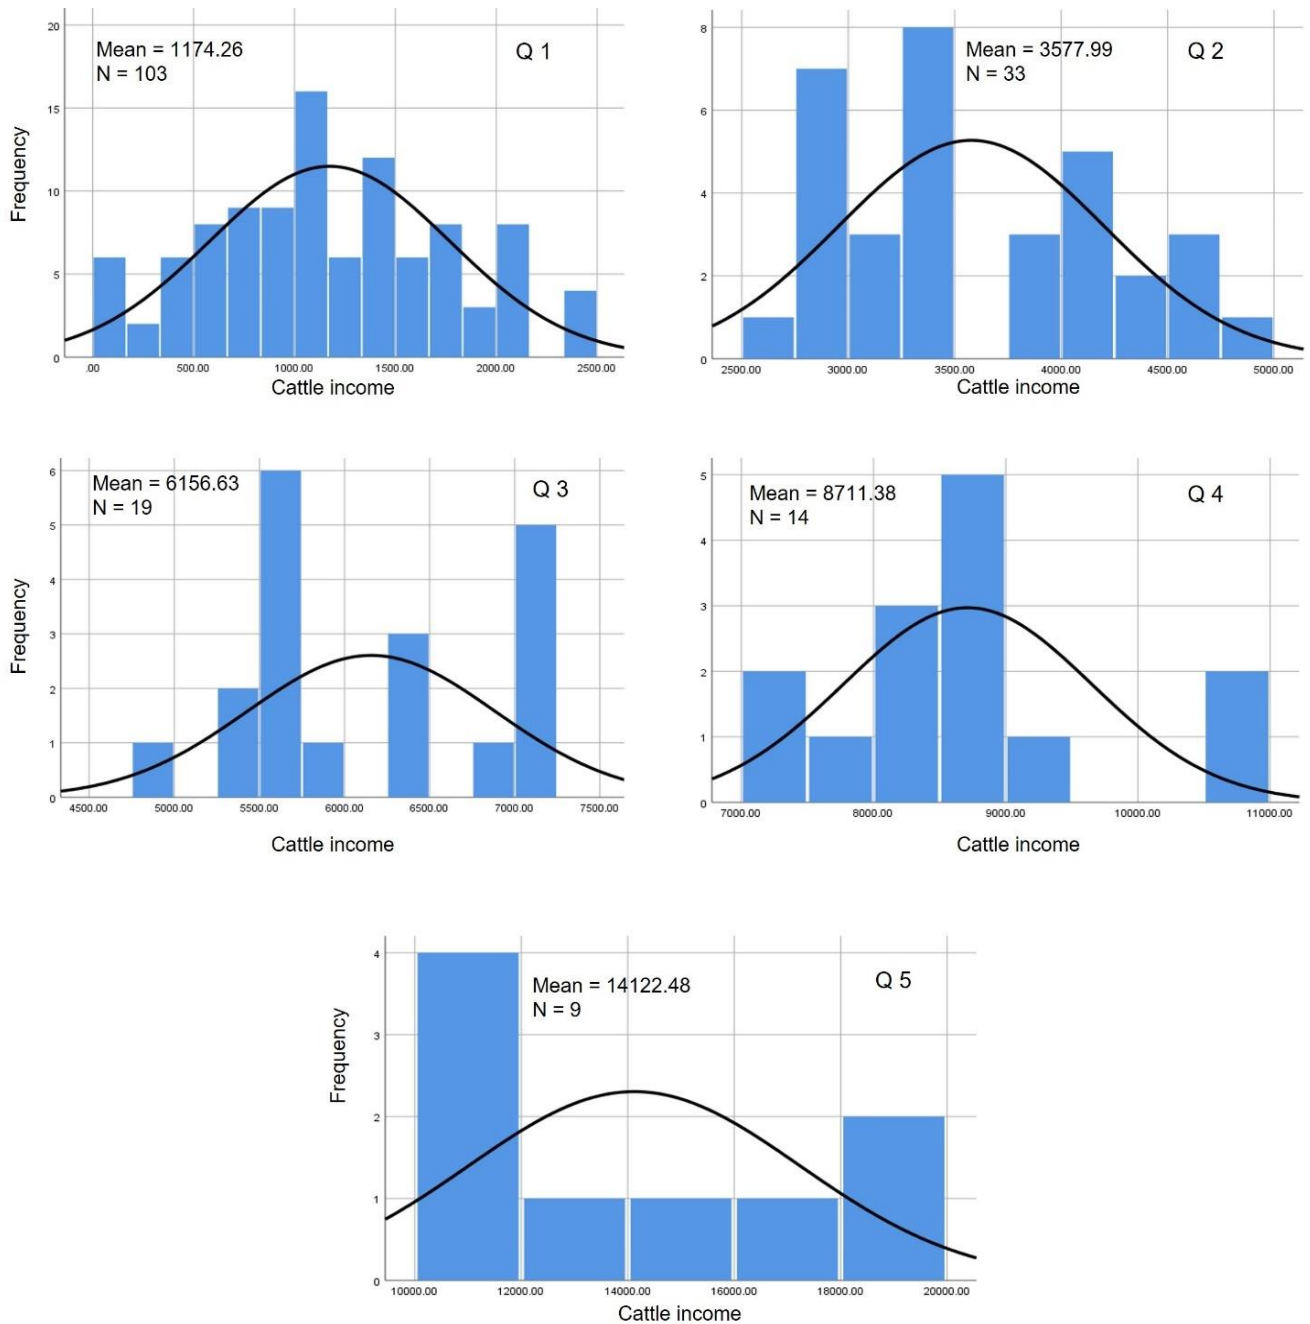 Mean = 1174.26
N = 103
Q 1
Frequency
20
15
10
5
0
.00 500.00 1000.00 1500.00 2000.00 2500.00
Cattle income
Mean = 3577.99
N = 33
Q 2
8
6
4
2
0
2500.00 3000.00 3500.00 4000.00 4500.00 5000.00
Cattle income
Mean = 6156.63
N = 19
Q 3
Frequency
6
5
4
3
2
1
0
4500.00 5000.00 5500.00 6000.00 6500.00 7000.00 7500.00
Cattle income
Mean = 8711.38
N = 14
Q 4
5
4
3
2
1
0
7000.00 8000.00 9000.00 10000.00 11000.00
Cattle income
Mean = 14122.48
N = 9
Q 5
Frequency
4
3
2
1
0
10000.00 12000.00 14000.00 16000.00 18000.00 20000.00
Cattle income